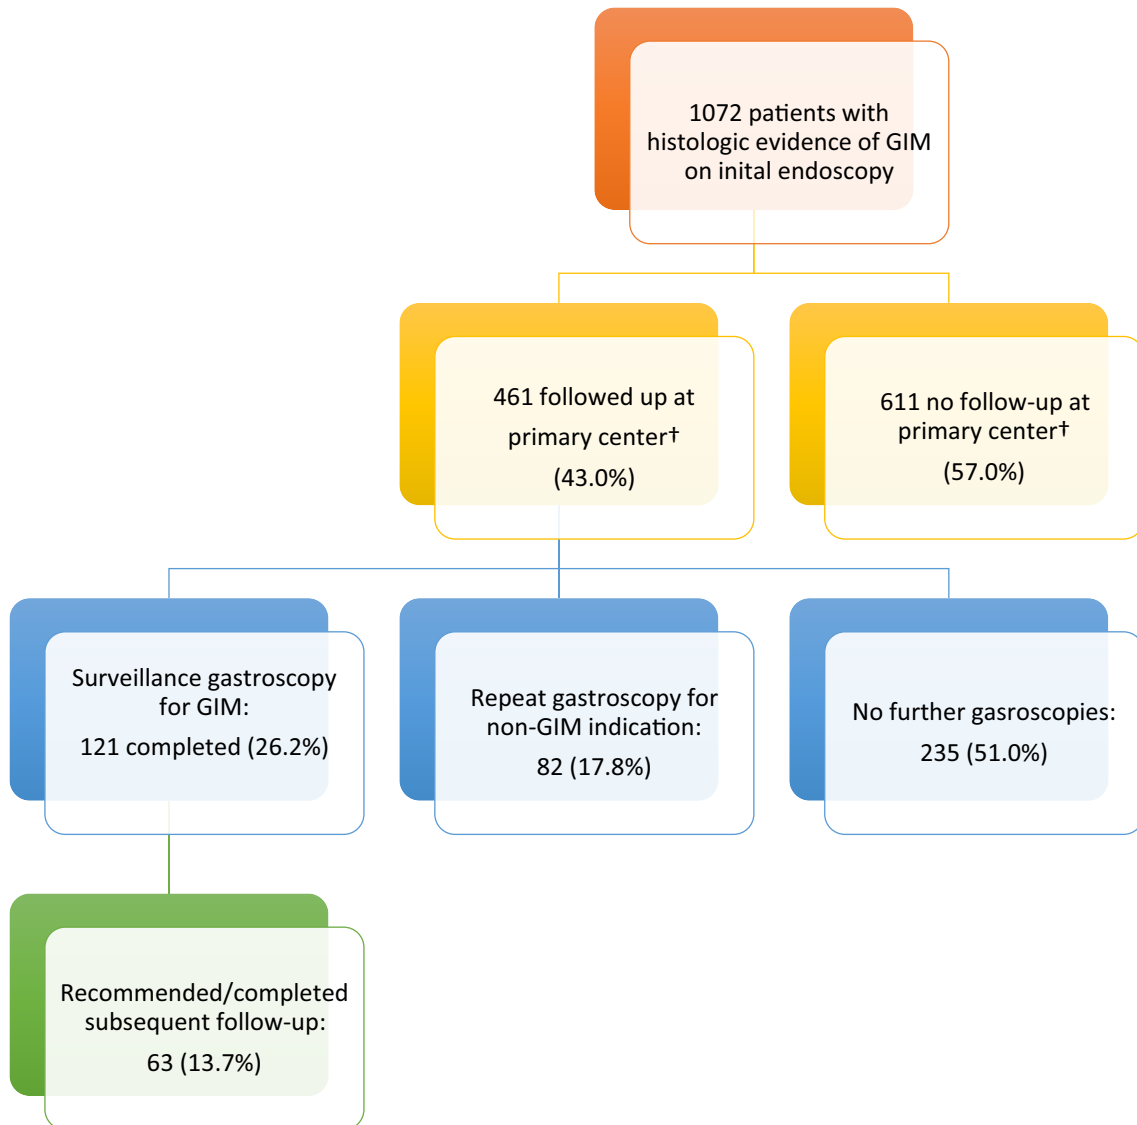 1072 patients with
histologic evidence of GIM
on inital endoscopy
461 followed up at
primary center†
(43.0%)
611 no follow-up at
primary center†
(57.0%)
Surveillance gastroscopy
for GIM:
121 completed (26.2%)
Repeat gastroscopy for
non-GIM indication:
82 (17.8%)
No further gasroscopies:
235 (51.0%)
Recommended/completed
subsequent follow-up:
63 (13.7%)